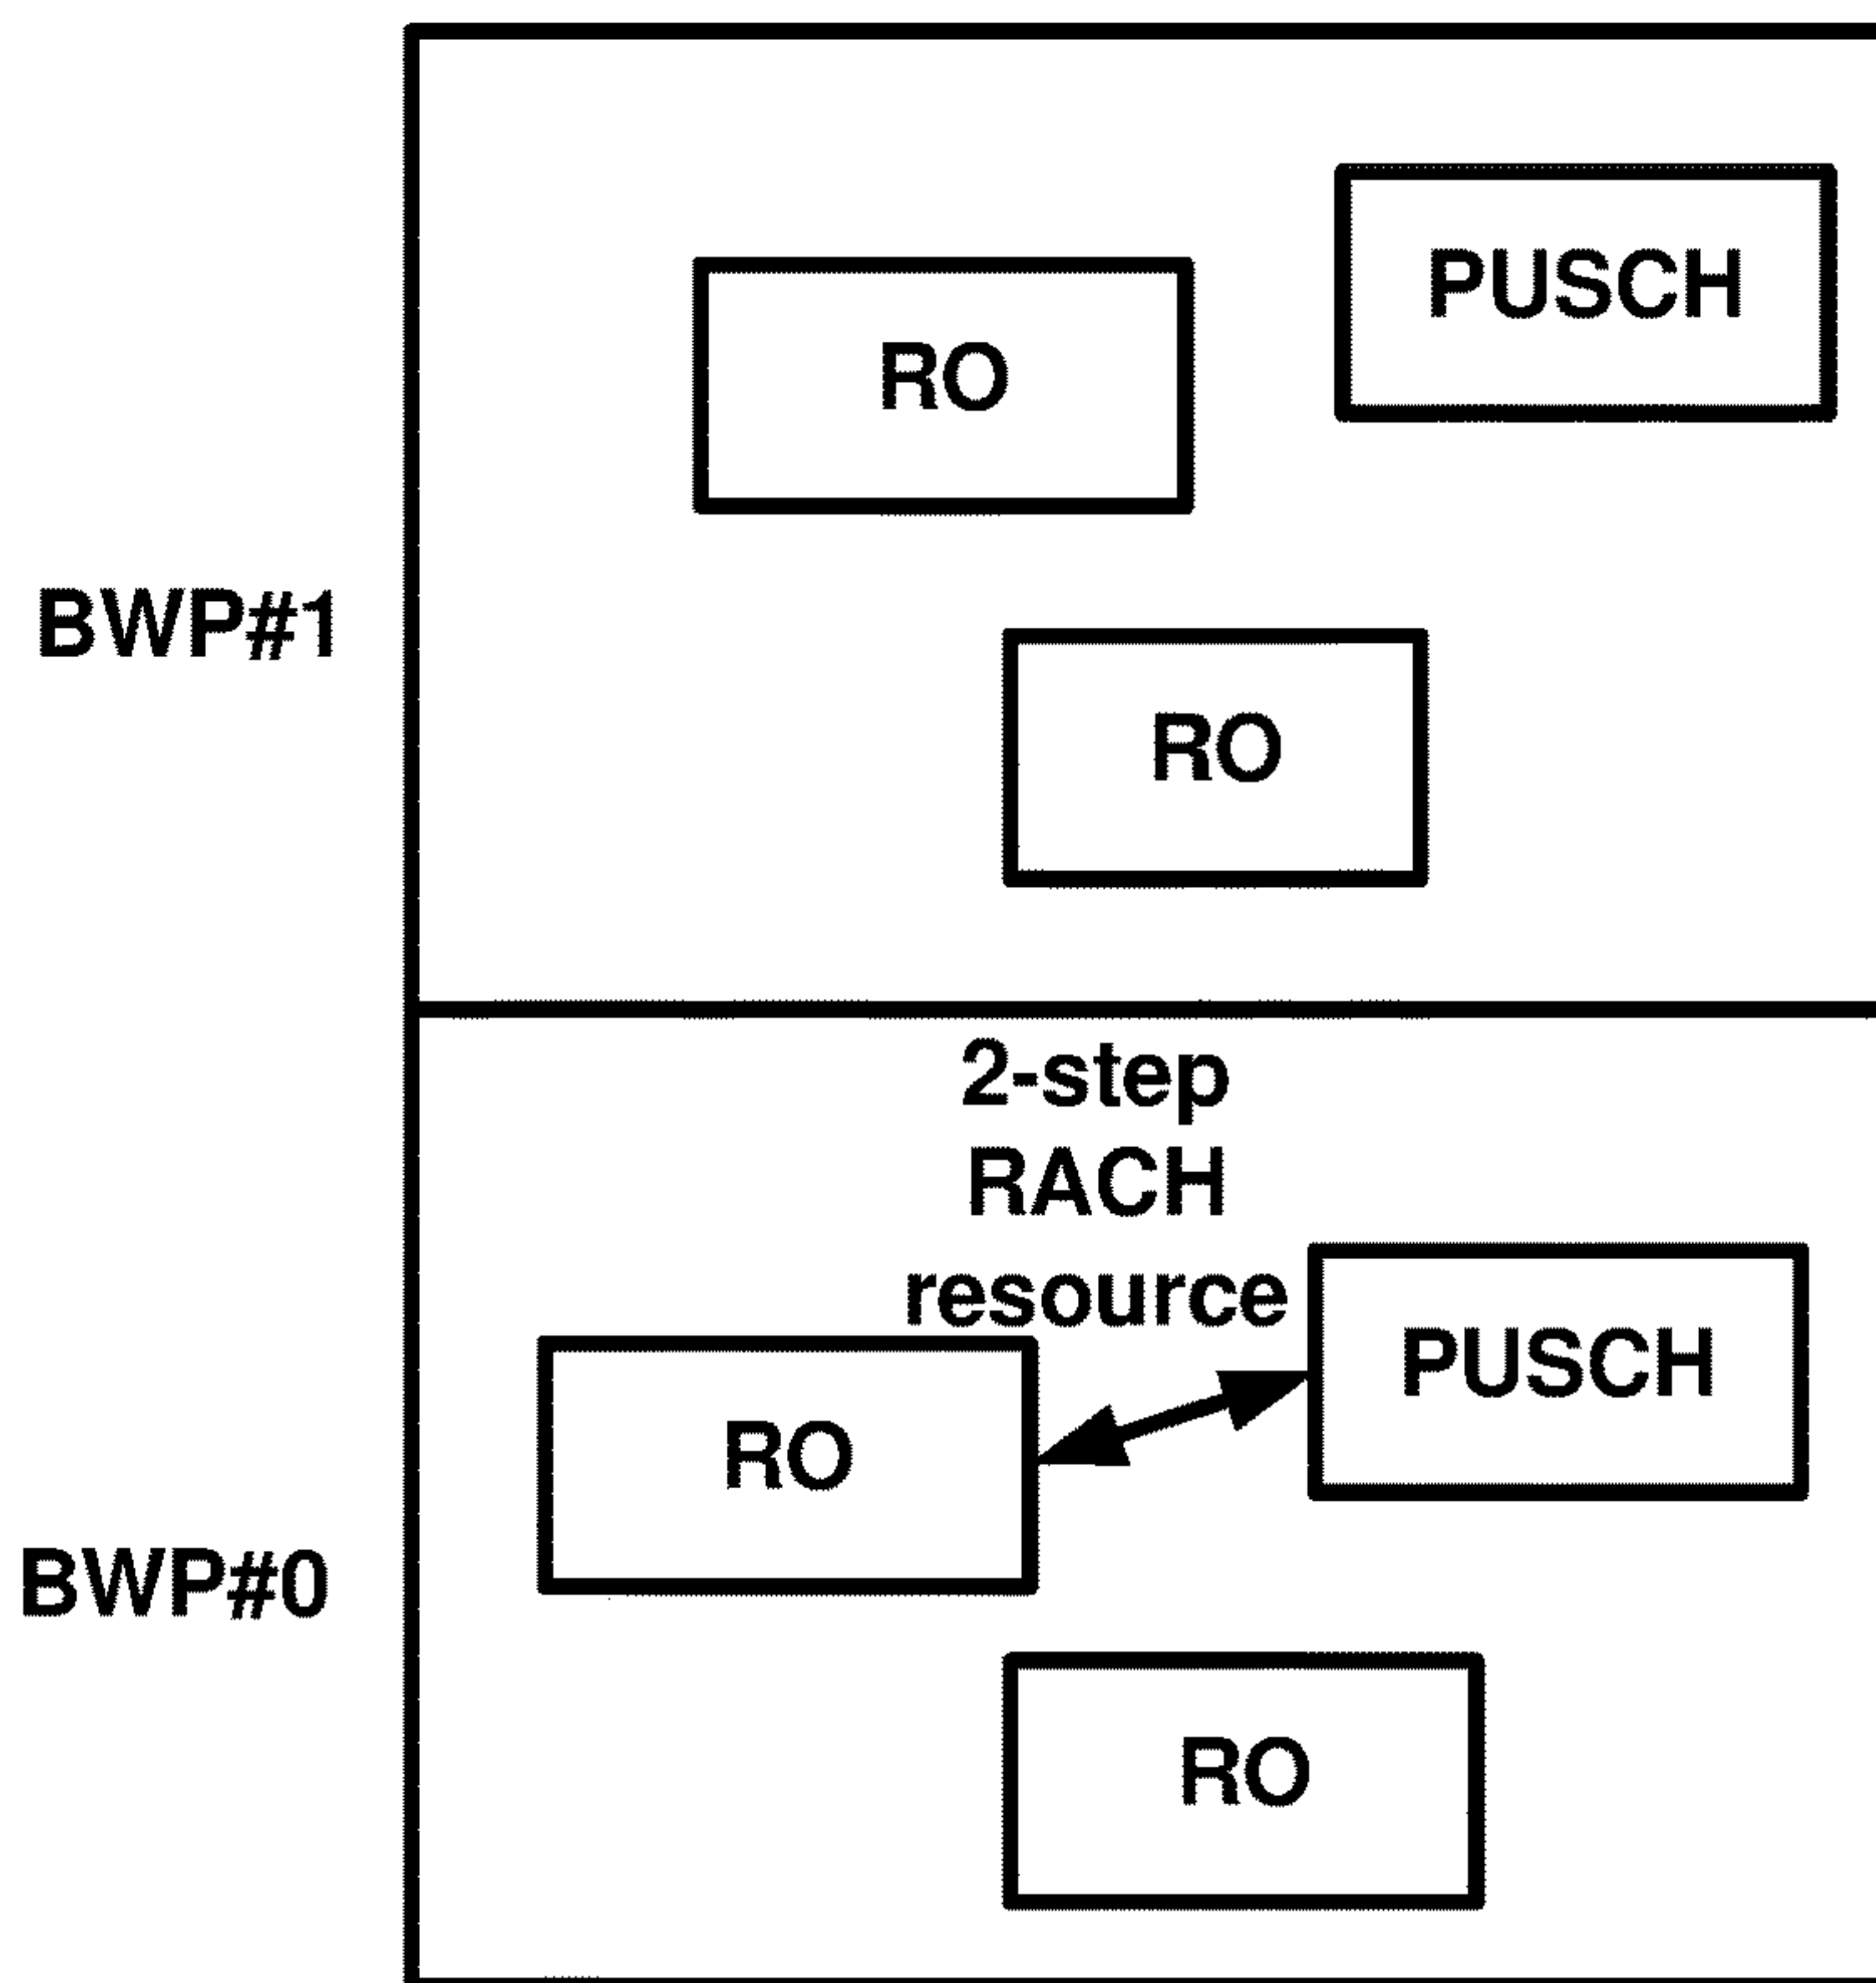 PUSCH
RO
BWP#1
RO
2-step
RACH
resource
PUSCH
RO
BWP#0
RO